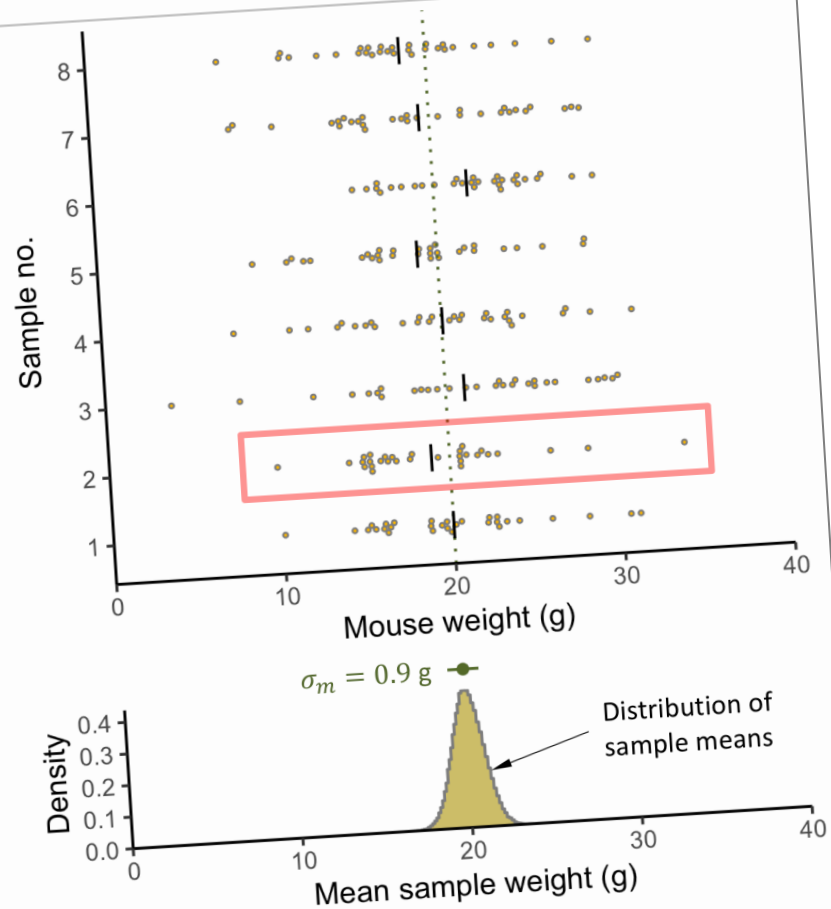 8
7
6
5
4
3
2
1
Sample no.
0 10 20 30 40
Mouse weight (g)
σm = 0.9 g
Distribution of
sample means
0.4
0.3
0.2
0.1
0.0
Density
0 10 20 30 40
Mean sample weight (g)